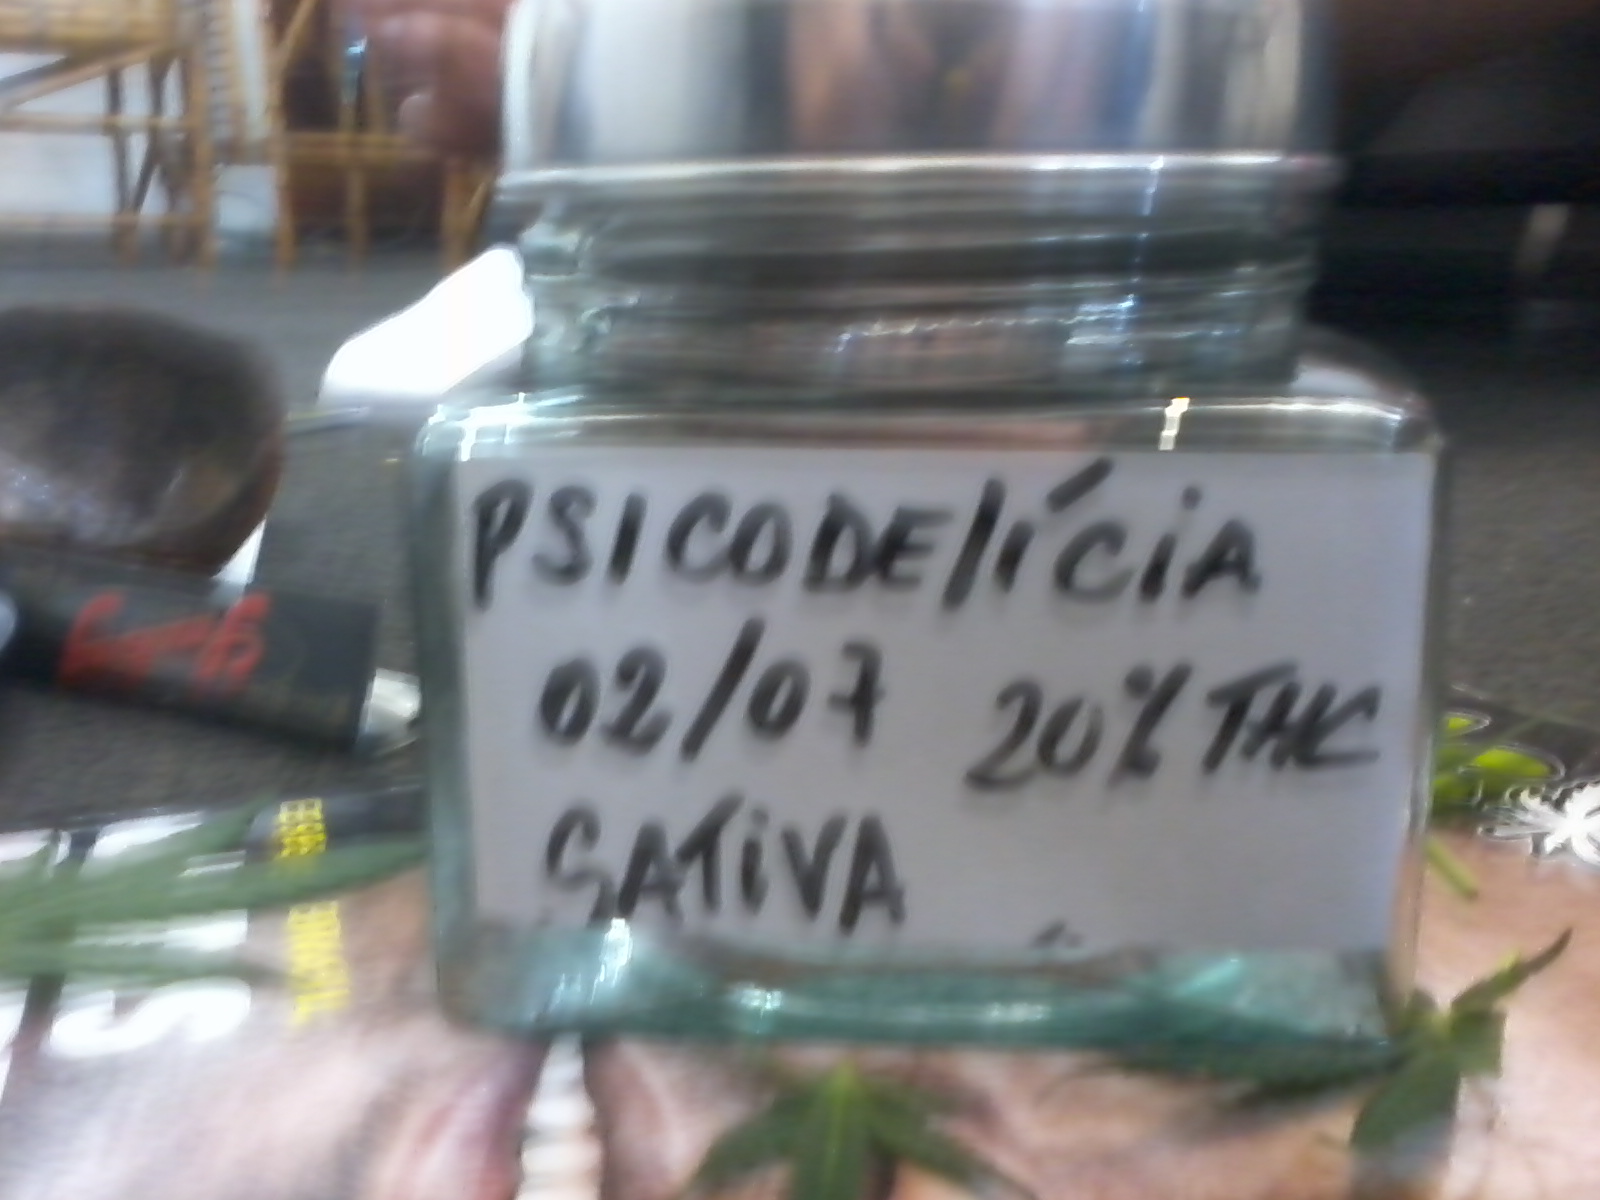 PSICODElíCiA
02/07 20% THC
SATiVA